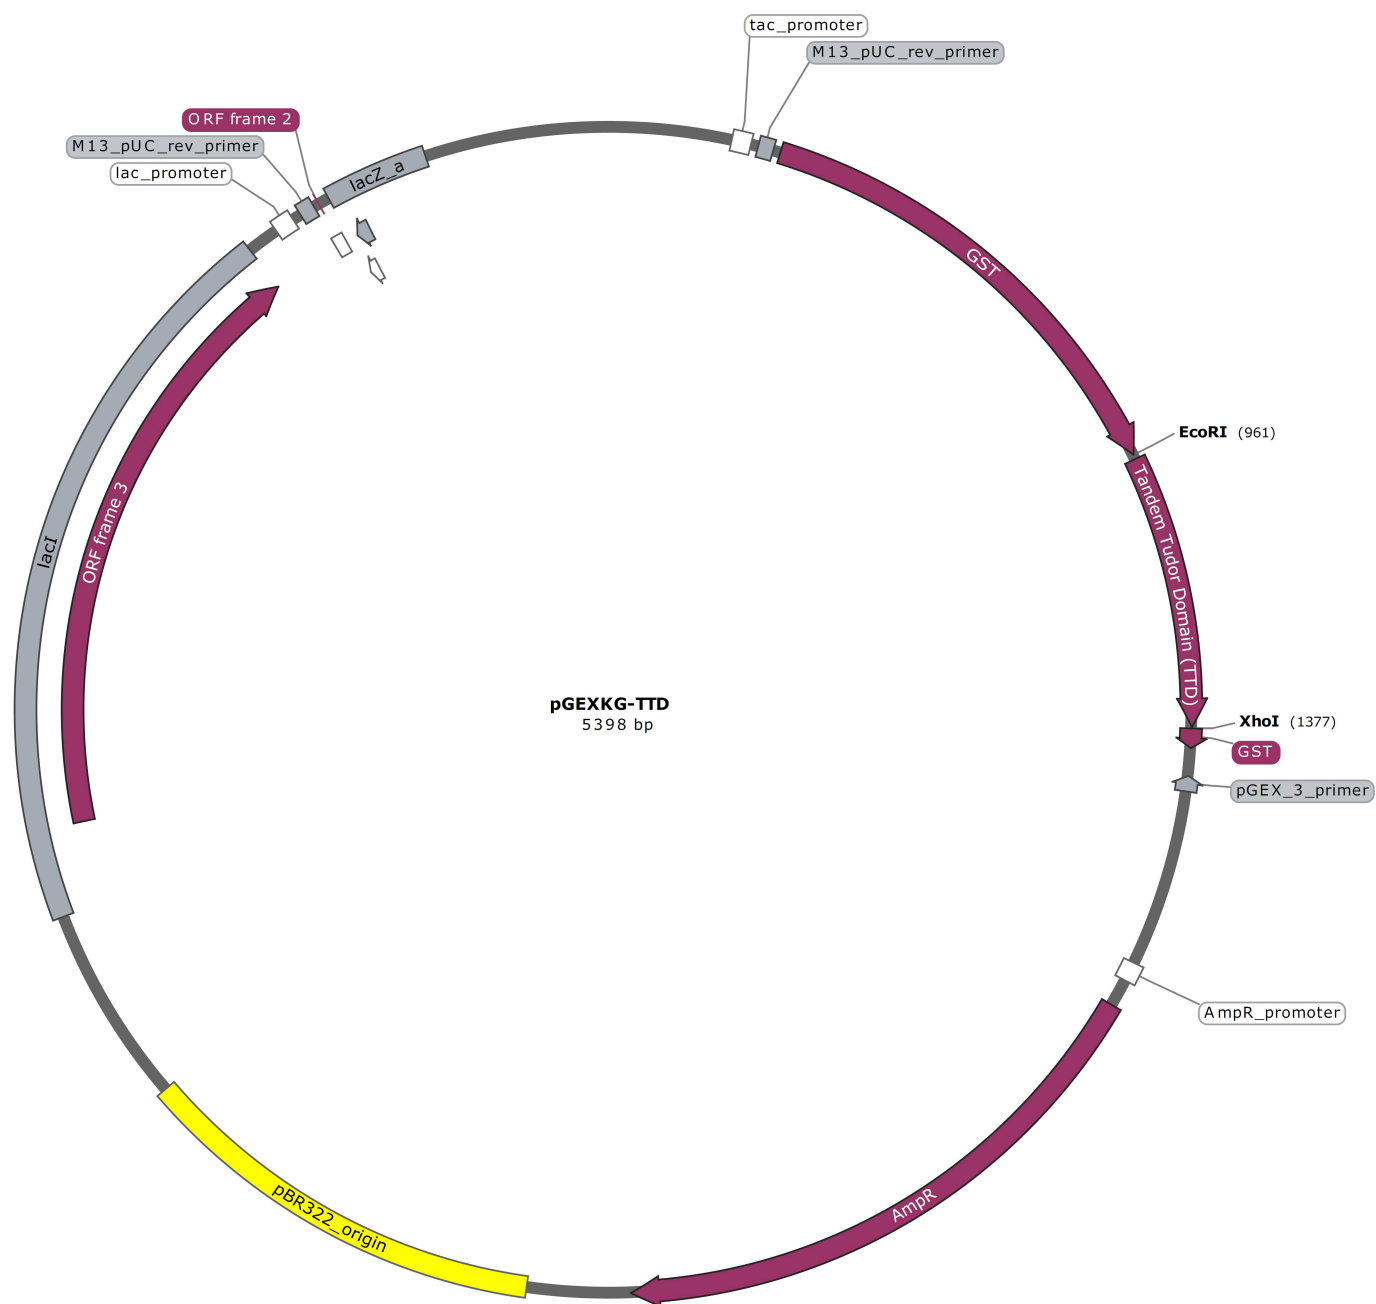 tac_promoter
M13_pUC_rev_primer
ORF frame 2
M13_pUC_rev_primer
lac_promoter
lacZ_a
GST
EcoRI (961)
Tandem Tudor Domain (TTD)
ORF frame 3
lacI
pGEXKG-TTD
5398 bp
XhoI (1377)
GST
pGEX_3_primer
AmpR_promoter
AmpR
pBR322_origin